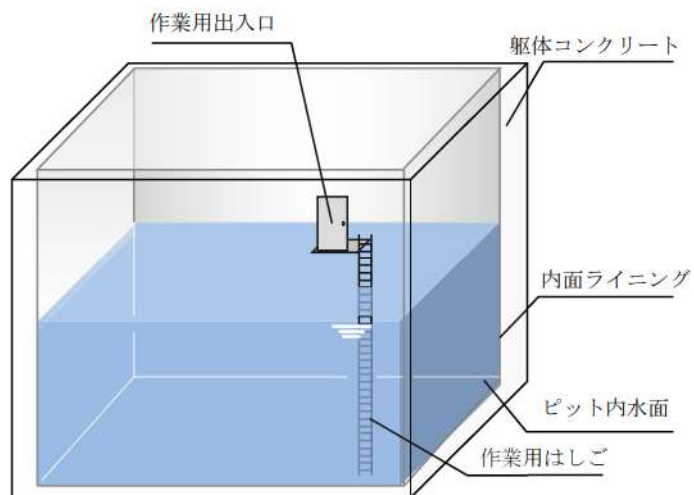 作業用出入口
躯体コンクリート
内面ライニング
ピット内水面
作業用はしご